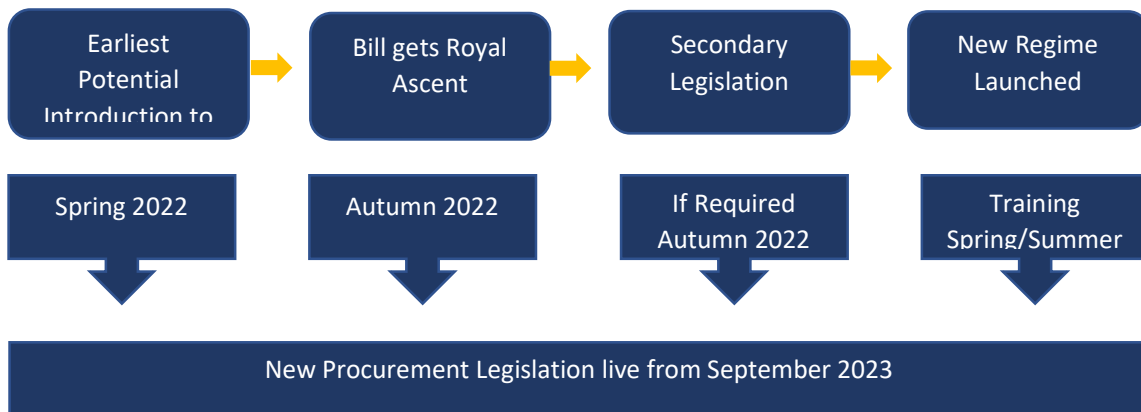 Earliest
Potential
Introduction to
Bill gets Royal
Ascent
Secondary
Legislation
New Regime
Launched
Spring 2022
Autumn 2022
If Required
Autumn 2022
Training
Spring/Summer
New Procurement Legislation live from September 2023